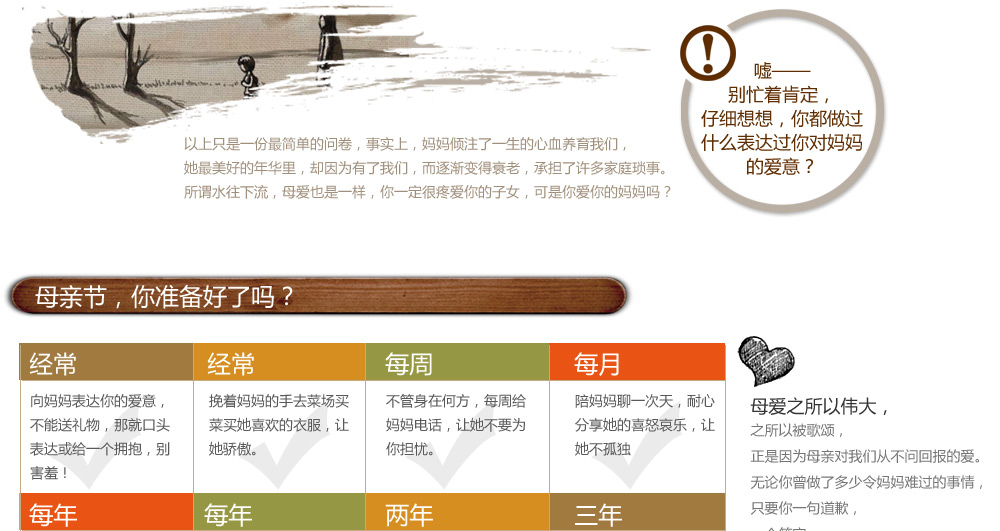 嘘——
别忙着肯定，
仔细想想，你都做过
什么表达过你对妈妈
的爱意？
以上只是一份最简单的问卷，事实上，妈妈倾注了一生的心血养育我们，
她最美好的年华里，却因为有了我们，而逐渐变得衰老，承担了许多家庭琐事。
所谓水往下流，母爱也是一样，你一定很疼爱你的子女，可是你爱你的妈妈吗？
母亲节，你准备好了吗？
经常
向妈妈表达你的爱意，
不能送礼物，那就口头
表达或给一个拥抱，别
害羞！
经常
挽着妈妈的手去菜场买
菜买她喜欢的衣服，让
她骄傲。
每周
不管身在何方，每周给
妈妈电话，让她不要为
你担忧。
每月
陪妈妈聊一次天，耐心
分享她的喜怒哀乐，让
她不孤独
每年
每年
两年
三年
母爱之所以伟大，
之所以被歌颂，
正是因为母亲对我们从不问回报的爱。
无论你曾做了多少令妈妈难过的事情，
只要你一句道歉，